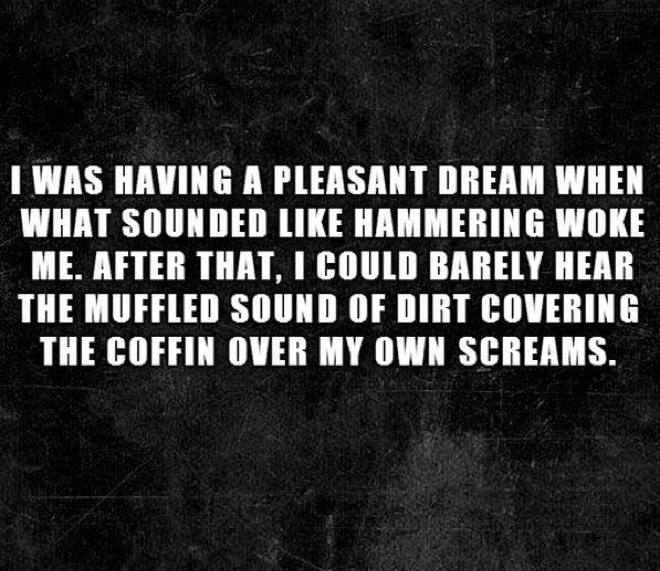 I WAS HAVING A PLEASANT DREAM WHEN
WHAT SOUNDED LIKE HAMMERING WOKE
ME. AFTER THAT, I COULD BARELY HEAR
THE MUFFLED SOUND OF DIRT COVERING
THE COFFIN OVER MY OWN SCREAMS.